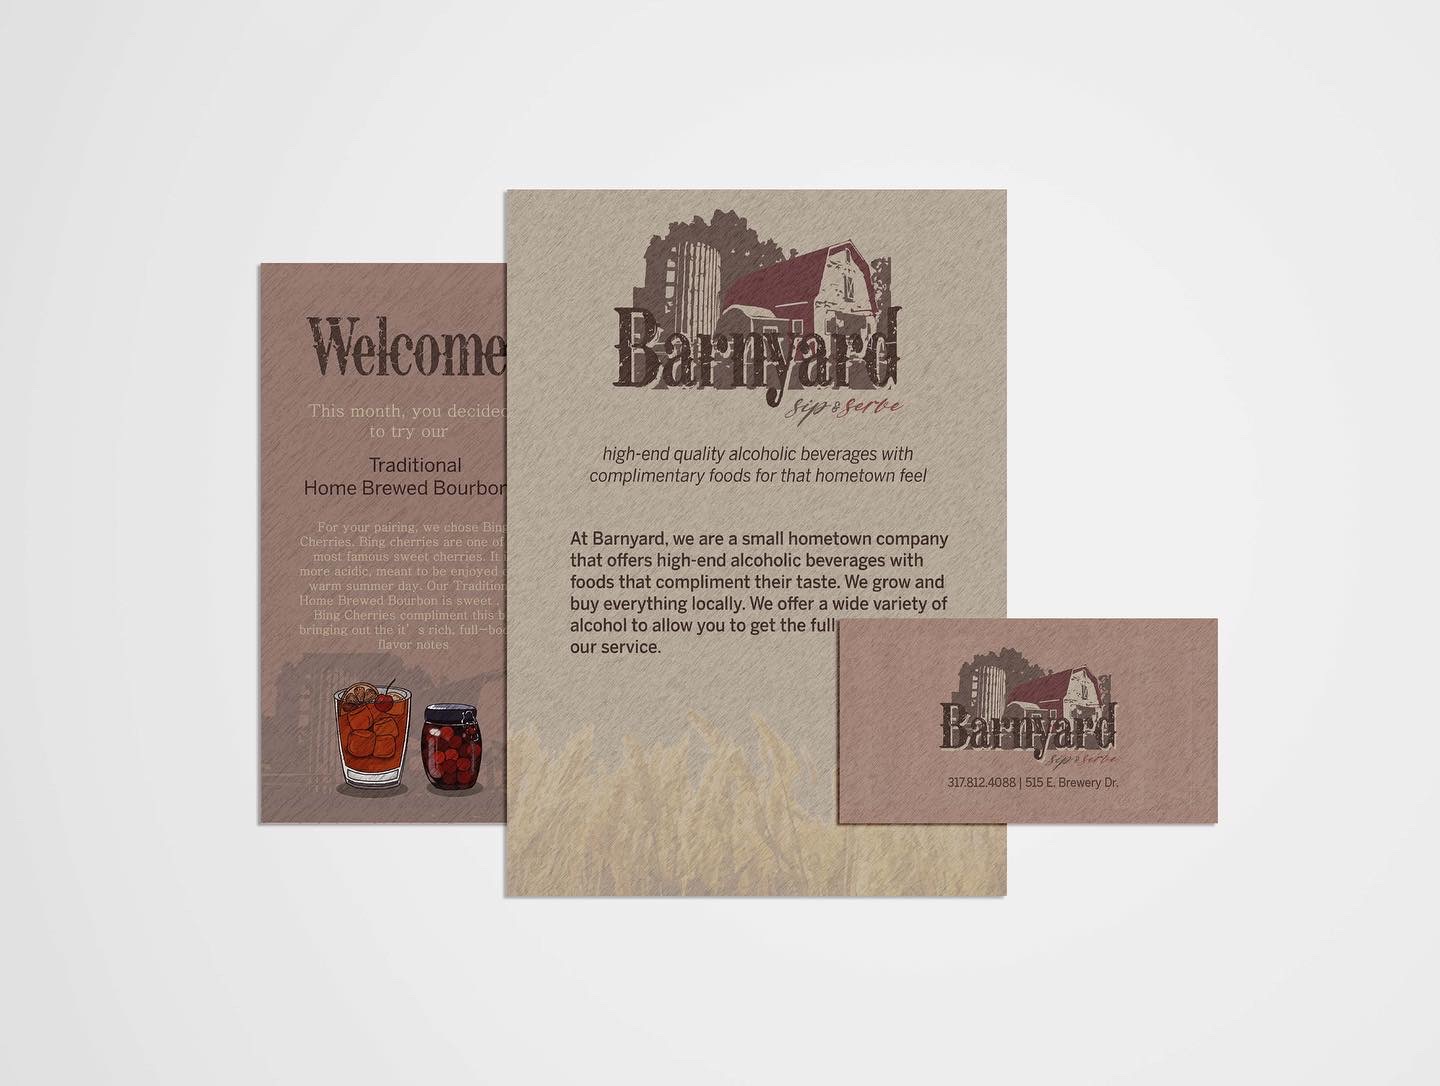 Welcome
This month, you decided
to try our
Traditional
Home Brewed Bourbon
For your pairing, we chose Bing
Cherries. Bing cherries are one of
most famous sweet cherries. It
more acidic, meant to be enjoyed
warm summer day. Our Tradition
Home Brewed Bourbon is sweet .
Bing Cherries compliment this
bringing out the it's rich, full-bod
flavor notes
Barnyard
sip & serve
high-end quality alcoholic beverages with
complimentary foods for that hometown feel
At Barnyard, we are a small hometown company
that offers high-end alcoholic beverages with
foods that compliment their taste. We grow and
buy everything locally. We offer a wide variety of
alcohol to allow you to get the full
our service.
Barnyard
sip & serve
317.812.4088 | 515 E. Brewery Dr.